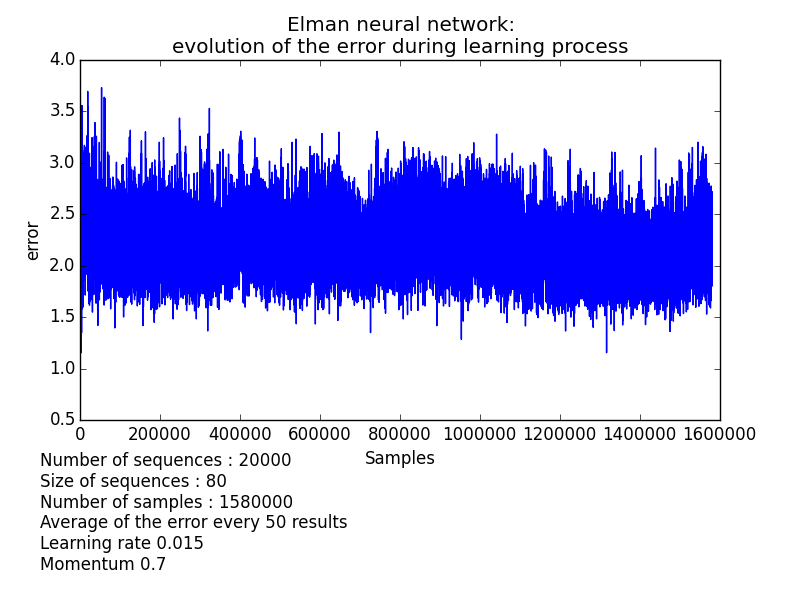 Elman neural network:
evolution of the error during learning process
4.0
3.5
3.0
2.5
2.0
1.5
1.0
0.5
error
0 200000 400000 600000 800000 1000000 1200000 1400000 1600000
Samples
Number of sequences : 20000
Size of sequences : 80
Number of samples : 1580000
Average of the error every 50 results
Learning rate 0.015
Momentum 0.7